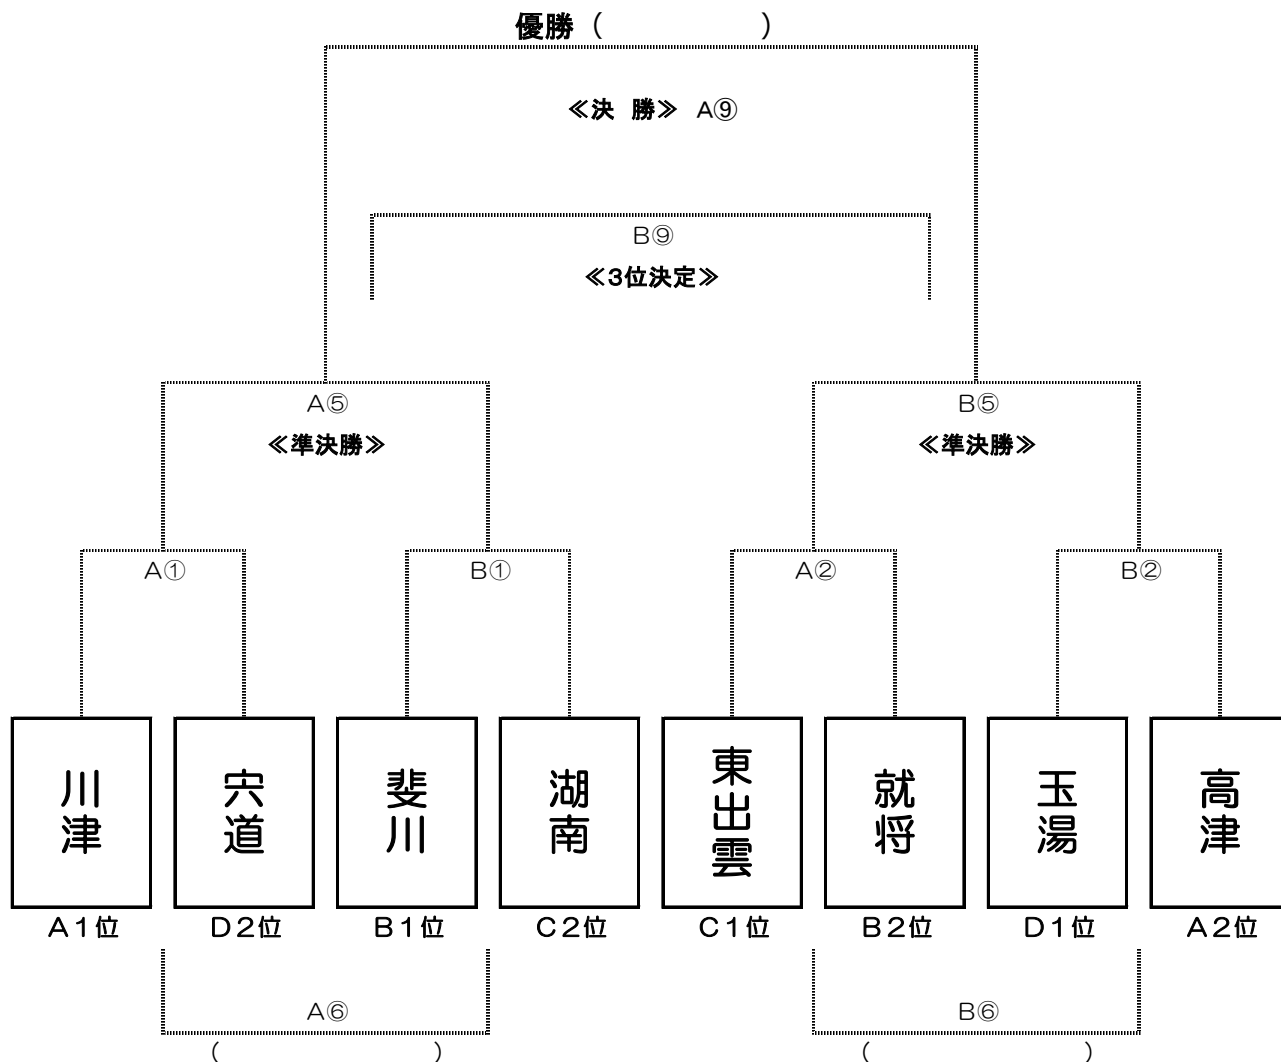 優勝（　　　　　）
≪決 勝≫ A⑨
B⑨
≪3位決定≫
A⑤ B⑤
≪準決勝≫ ≪準決勝≫
A① B① A② B②
川津 宍道 斐川 湖南 東出雲 就将 玉湯 高津
A1位 D2位 B1位 C2位 C1位 B2位 D1位 A2位
A⑥ B⑥
（　　　　　） （　　　　　）